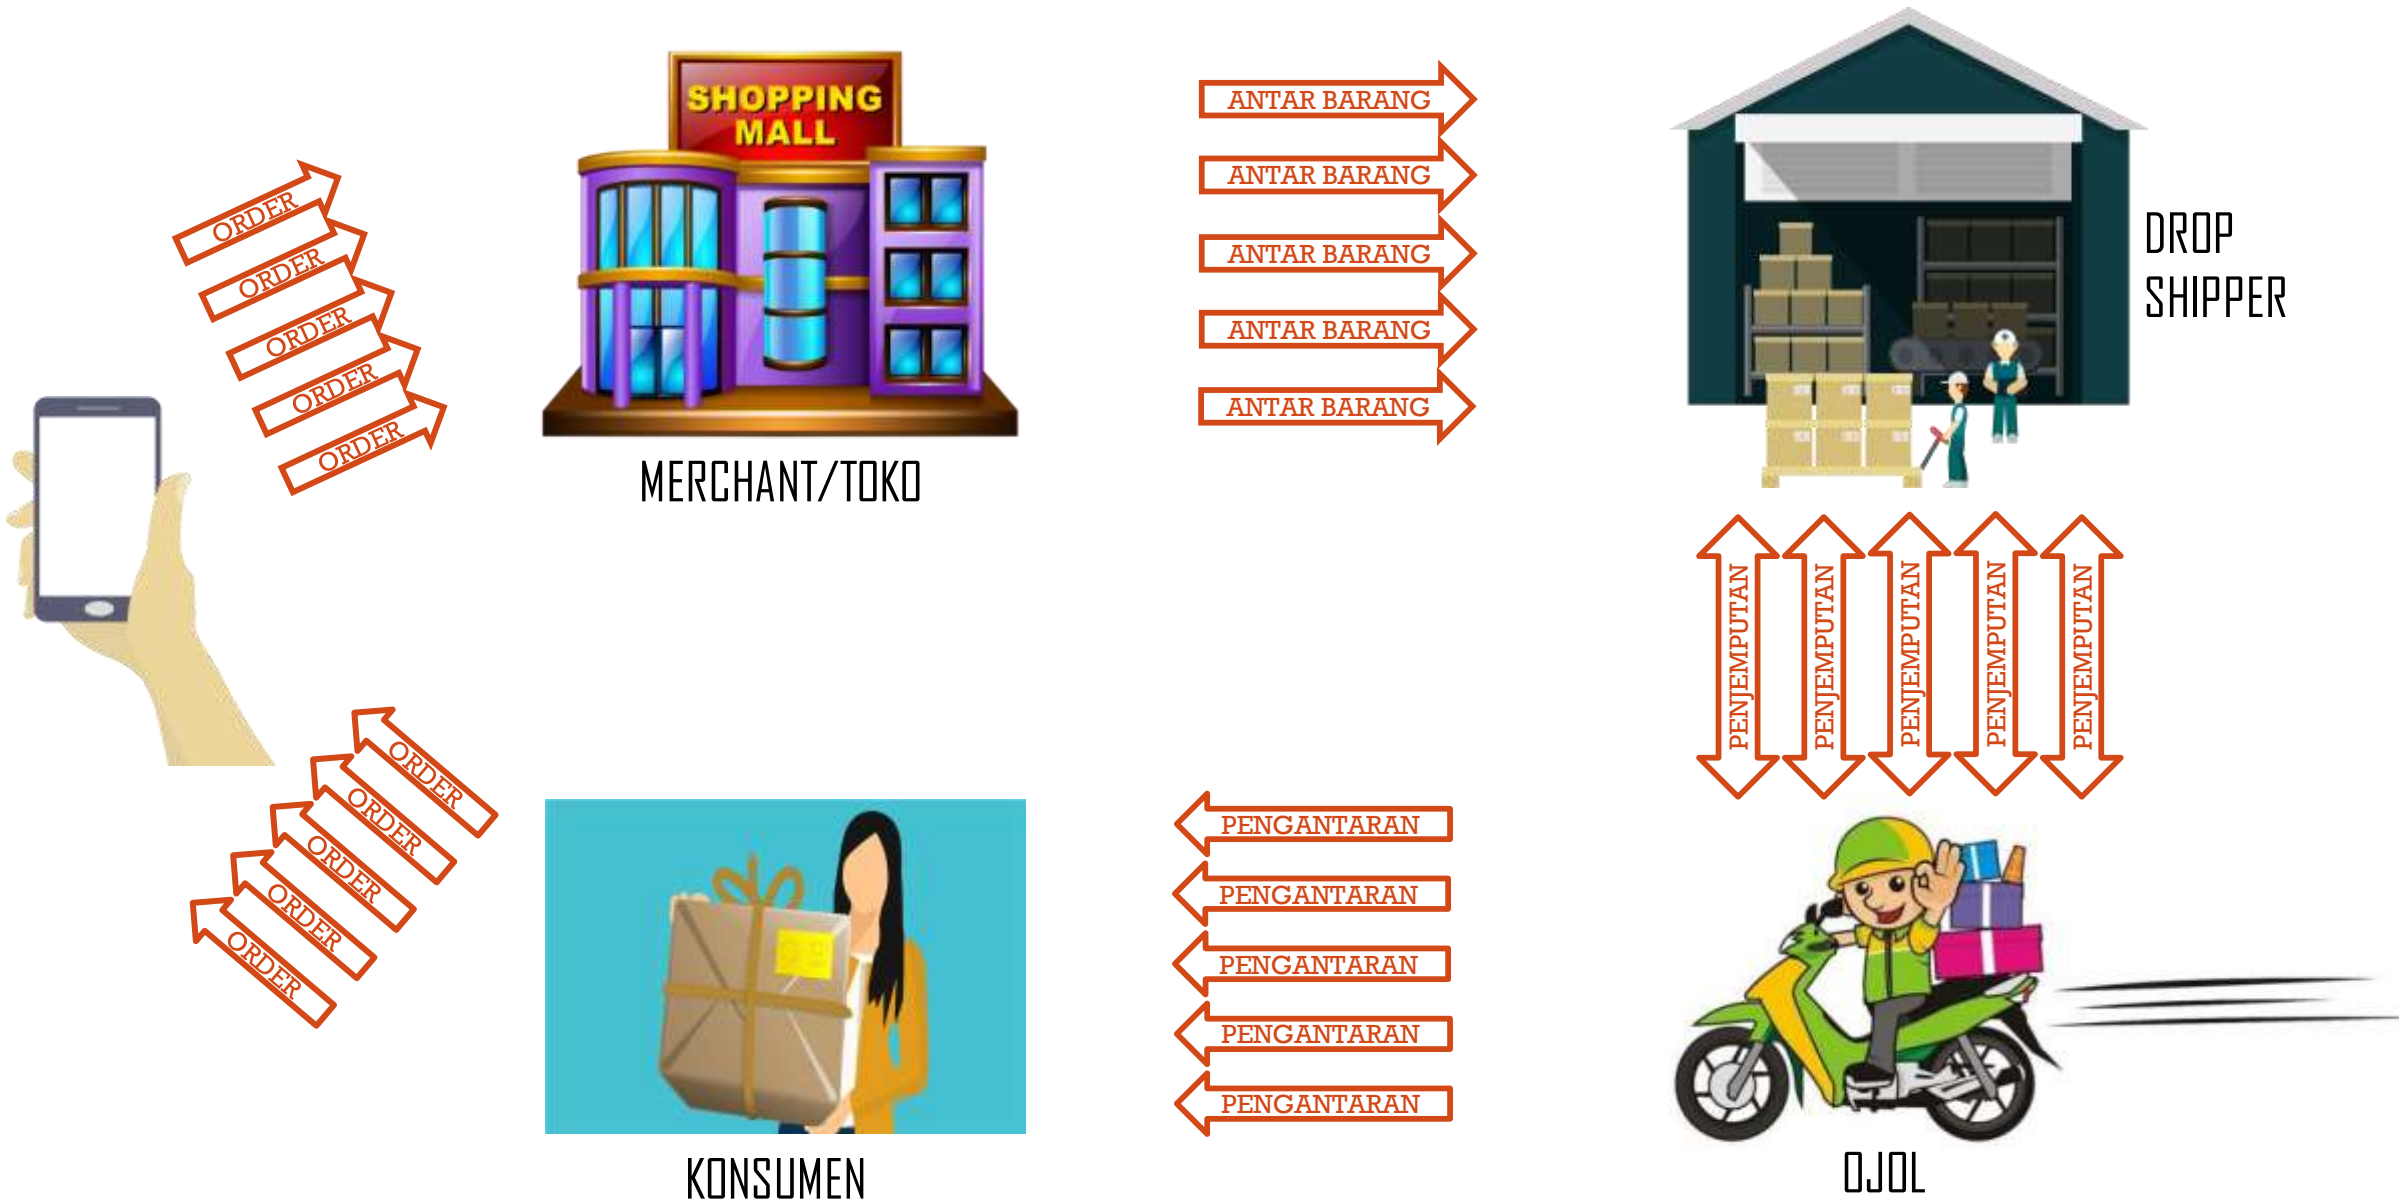 SHOPPING
MALL
ORDER
ORDER
ORDER
ORDER
ORDER
MERCHANT/TOKO
ANTAR BARANG
ANTAR BARANG
ANTAR BARANG
ANTAR BARANG
ANTAR BARANG
DROP
SHIPPER
PENJEMPUTAN
PENJEMPUTAN
PENJEMPUTAN
PENJEMPUTAN
PENJEMPUTAN
ORDER
ORDER
ORDER
ORDER
ORDER
KONSUMEN
PENGANTARAN
PENGANTARAN
PENGANTARAN
PENGANTARAN
PENGANTARAN
OJOL